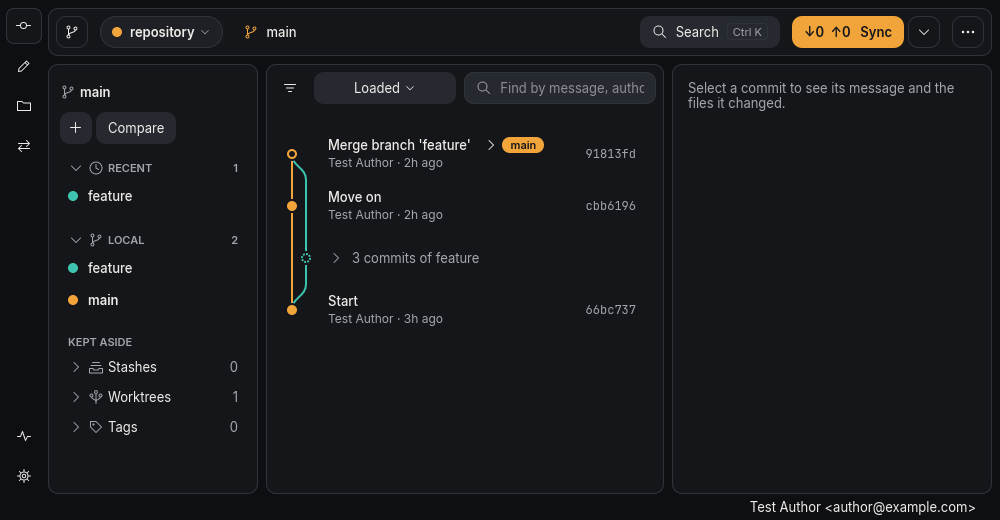 repository
main
Search Ctrl K
↓0 ↑0 Sync
main
Compare
RECENT 1
feature
LOCAL 2
feature
main
KEPT ASIDE
Stashes 0
Worktrees 1
Tags 0
Loaded
Find by message, autho
Merge branch 'feature' main
Test Author · 2h ago
91813fd
Move on
Test Author · 2h ago
cbb6196
3 commits of feature
Start
Test Author · 3h ago
66bc737
Select a commit to see its message and the
files it changed.
Test Author <author@example.com>